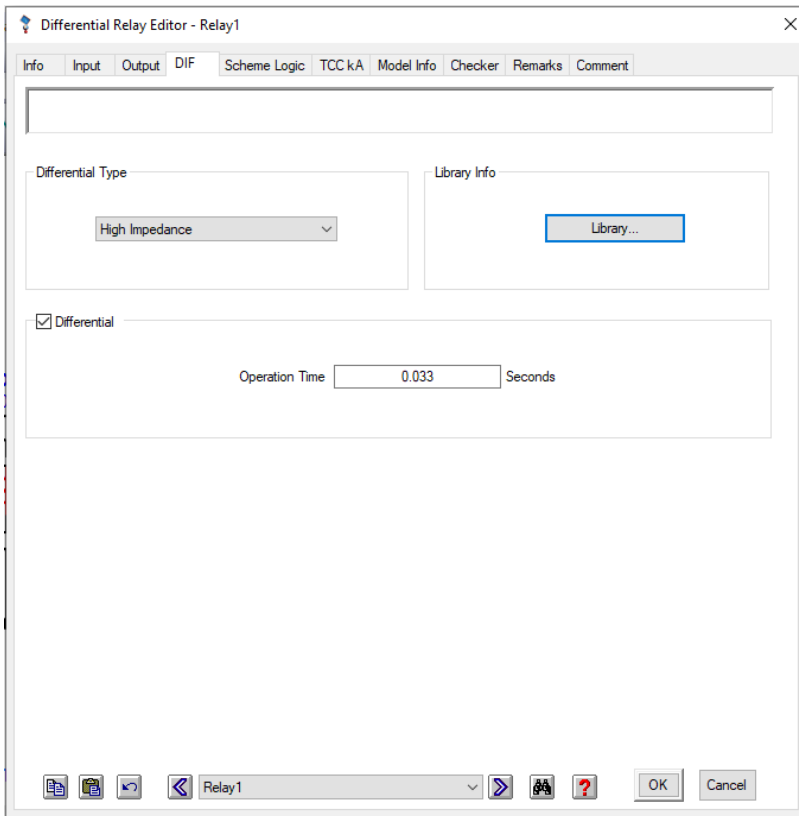 Differential Relay Editor - Relay1
Info Input Output DIF Scheme Logic TCC kA Model Info Checker Remarks Comment
Differential Type Library Info
High Impedance Library...
Differential
Operation Time 0.033 Seconds
Relay1 ? OK Cancel